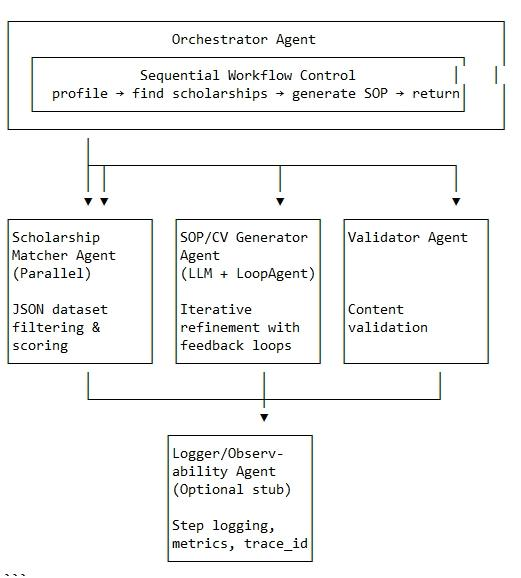 Orchestrator Agent
Sequential Workflow Control
profile → find scholarships → generate SOP → return
Scholarship
Matcher Agent
(Parallel)
JSON dataset
filtering &
scoring
SOP/CV Generator
Agent
(LLM + LoopAgent)
Iterative
refinement with
feedback loops
Validator Agent
Content
validation
Logger/Observ-
ability Agent
(Optional stub)
Step logging,
metrics, trace_id
```